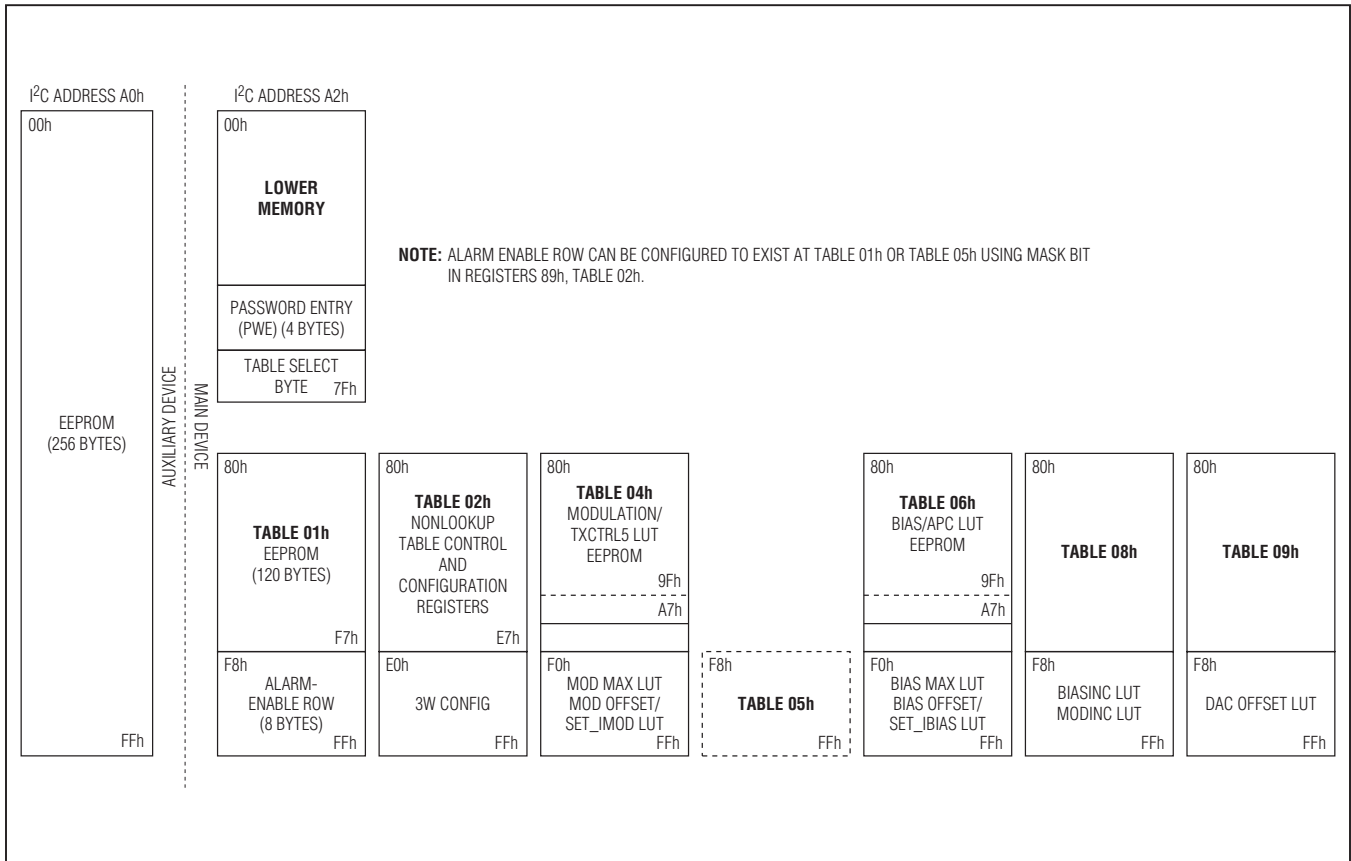 I2C ADDRESS A0h
00h
EEPROM
(256 BYTES)
FFh
AUXILIARY DEVICE
MAIN DEVICE
I2C ADDRESS A2h
00h
LOWER
MEMORY
PASSWORD ENTRY
(PWE) (4 BYTES)
TABLE SELECT
BYTE 7Fh
NOTE: ALARM ENABLE ROW CAN BE CONFIGURED TO EXIST AT TABLE 01h OR TABLE 05h USING MASK BIT
IN REGISTERS 89h, TABLE 02h.
80h
TABLE 01h
EEPROM
(120 BYTES)
F7h
F8h
ALARM-
ENABLE ROW
(8 BYTES)
FFh
80h
TABLE 02h
NONLOOKUP
TABLE CONTROL
AND
CONFIGURATION
REGISTERS
E7h
E0h
3W CONFIG
FFh
80h
TABLE 04h
MODULATION/
TXCTRL5 LUT
EEPROM
9Fh
A7h
F0h
MOD MAX LUT
MOD OFFSET/
SET_IMOD LUT
FFh
F8h
TABLE 05h
FFh
80h
TABLE 06h
BIAS/APC LUT
EEPROM
9Fh
A7h
F0h
BIAS MAX LUT
BIAS OFFSET/
SET_IBIAS LUT
FFh
80h
TABLE 08h
F8h
BIASINC LUT
MODINC LUT
FFh
80h
TABLE 09h
F8h
DAC OFFSET LUT
FFh